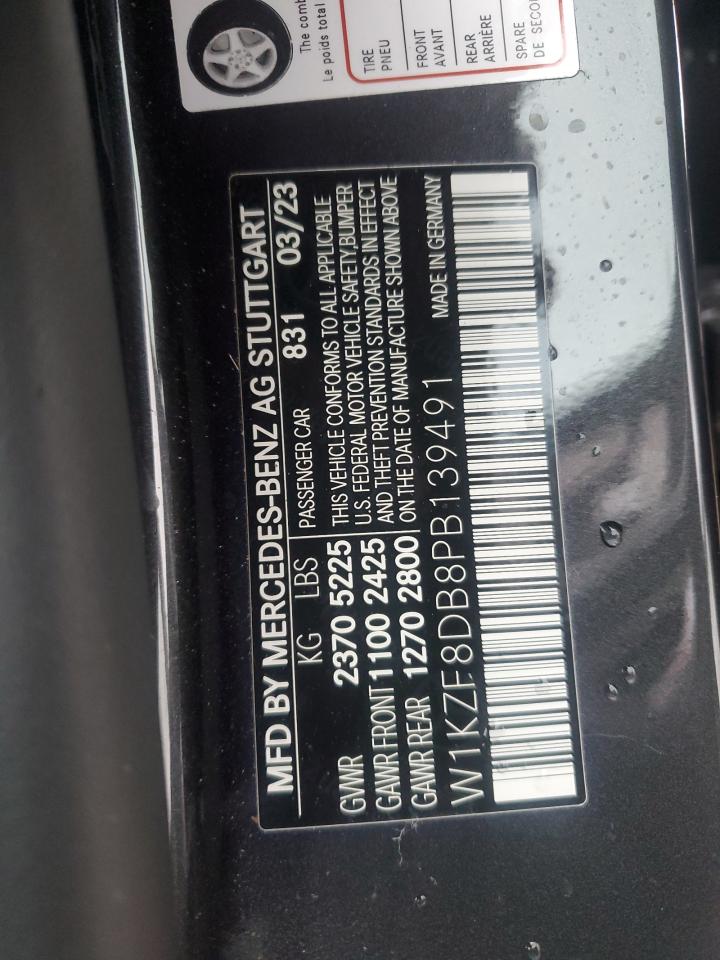 MFD BY MERCEDES-BENZ AG STUTTGART
KG LBS PASSENGER CAR 831 03/23
GVWR 2370 5225
GAWR FRONT 1100 2425
GAWR REAR 1270 2800
THIS VEHICLE CONFORMS TO ALL APPLICABLE
U.S. FEDERAL MOTOR VEHICLE SAFETY,BUMPER
AND THEFT PREVENTION STANDARDS IN EFFECT
ON THE DATE OF MANUFACTURE SHOWN ABOVE
W1KZF8DB8PB139491 MADE IN GERMANY
The comb
Le poids total
TIRE
PNEU
FRONT
AVANT
REAR
ARRIÈRE
SPARE
DE SECOU